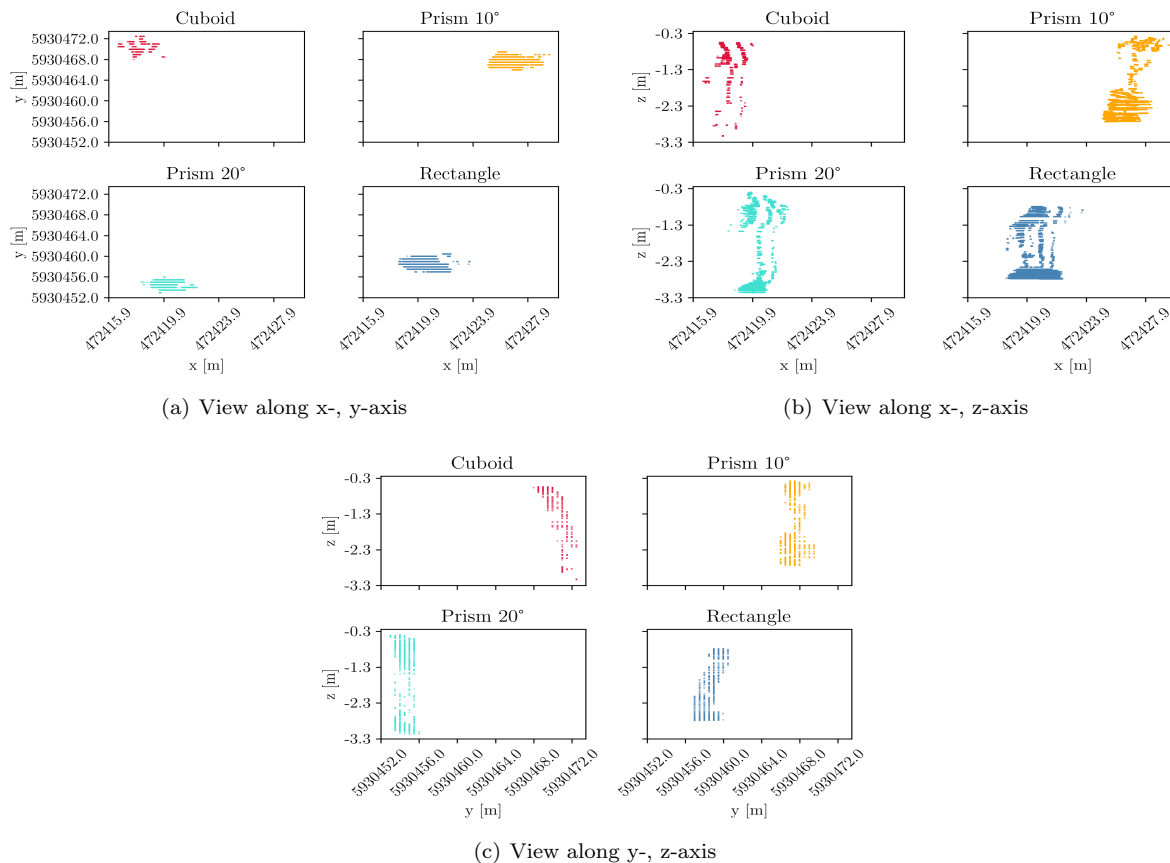 Cuboid
Prism 10°
5930472.0
5930468.0
5930464.0
5930460.0
5930456.0
5930452.0
y [m]
Prism 20°
Rectangle
5930472.0
5930468.0
5930464.0
5930460.0
5930456.0
5930452.0
y [m]
472415.9
472419.9
472423.9
472427.9
x [m]
472415.9
472419.9
472423.9
472427.9
x [m]
(a) View along x-, y-axis
Cuboid
Prism 10°
-0.3
-1.3
-2.3
-3.3
z [m]
Prism 20°
Rectangle
-0.3
-1.3
-2.3
-3.3
z [m]
472415.9
472419.9
472423.9
472427.9
x [m]
472415.9
472419.9
472423.9
472427.9
x [m]
(b) View along x-, z-axis
Cuboid
Prism 10°
-0.3
-1.3
-2.3
-3.3
z [m]
Prism 20°
Rectangle
-0.3
-1.3
-2.3
-3.3
z [m]
5930452.0
5930456.0
5930460.0
5930464.0
5930468.0
5930472.0
y [m]
5930452.0
5930456.0
5930460.0
5930464.0
5930468.0
5930472.0
y [m]
(c) View along y-, z-axis